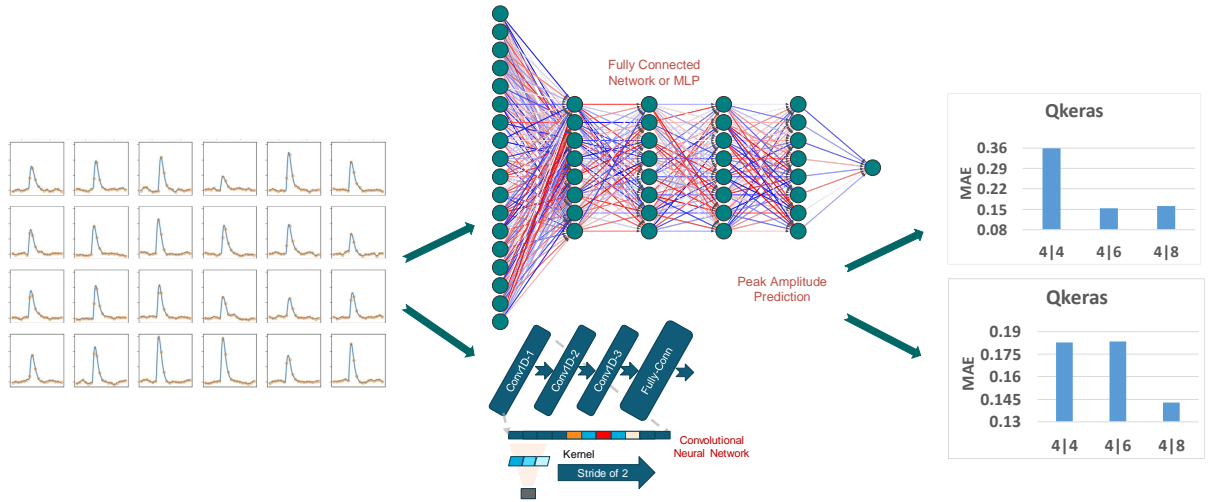 Fully Connected
Network or MLP
Peak Amplitude
Prediction
Conv1D-1
Conv1D-2
Conv1D-3
Fully-Conn
Convolutional
Neural Network
Kernel
Stride of 2
Qkeras
MAE
0.36
0.29
0.22
0.15
0.08
4|4
4|6
4|8
Qkeras
MAE
0.19
0.175
0.16
0.145
0.13
4|4
4|6
4|8